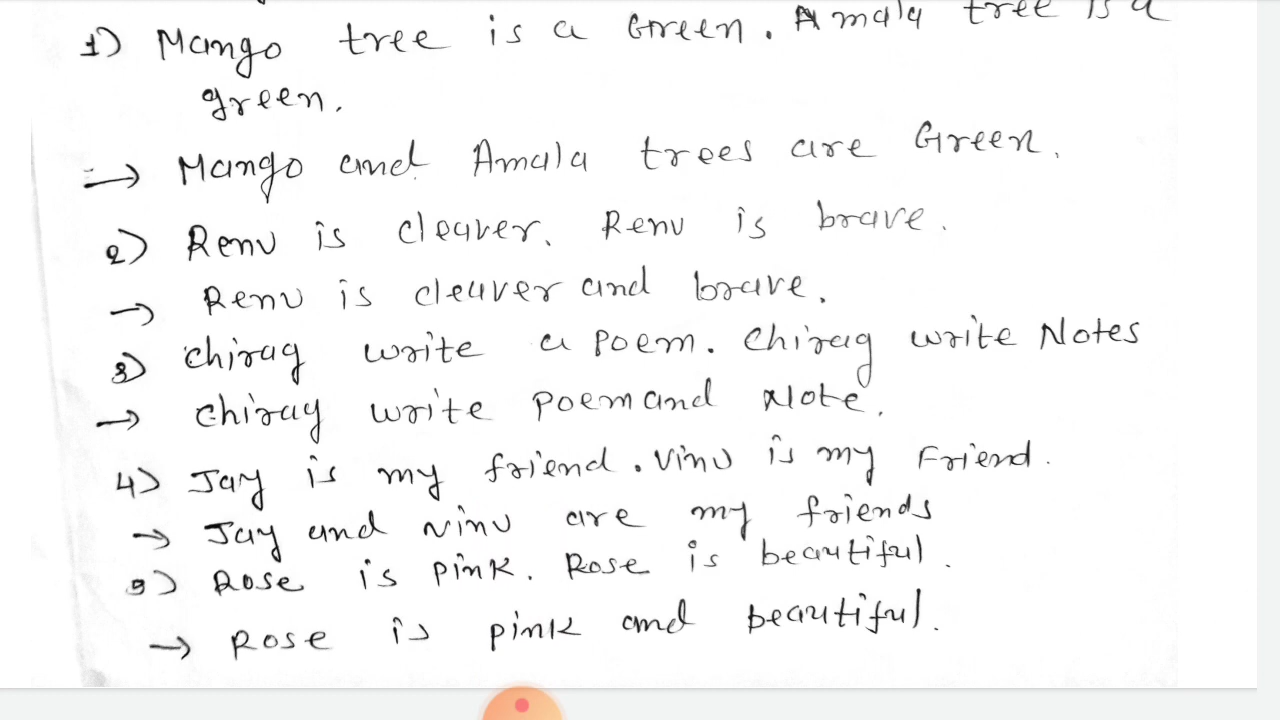 1) Mango tree is a Green. Amala tree is a
green.
→ Mango and Amala trees are Green.
2) Renu is cleaver. Renu is brave.
→ Renu is cleaver and brave.
3) Chirag write a poem. Chirag write Notes
→ Chirag write poem and Note.
4) Jay is my friend. Vinu is my Friend.
→ Jay and Vinu are my friends
5) Rose is pink. Rose is beautiful.
→ Rose is pink and beautiful.